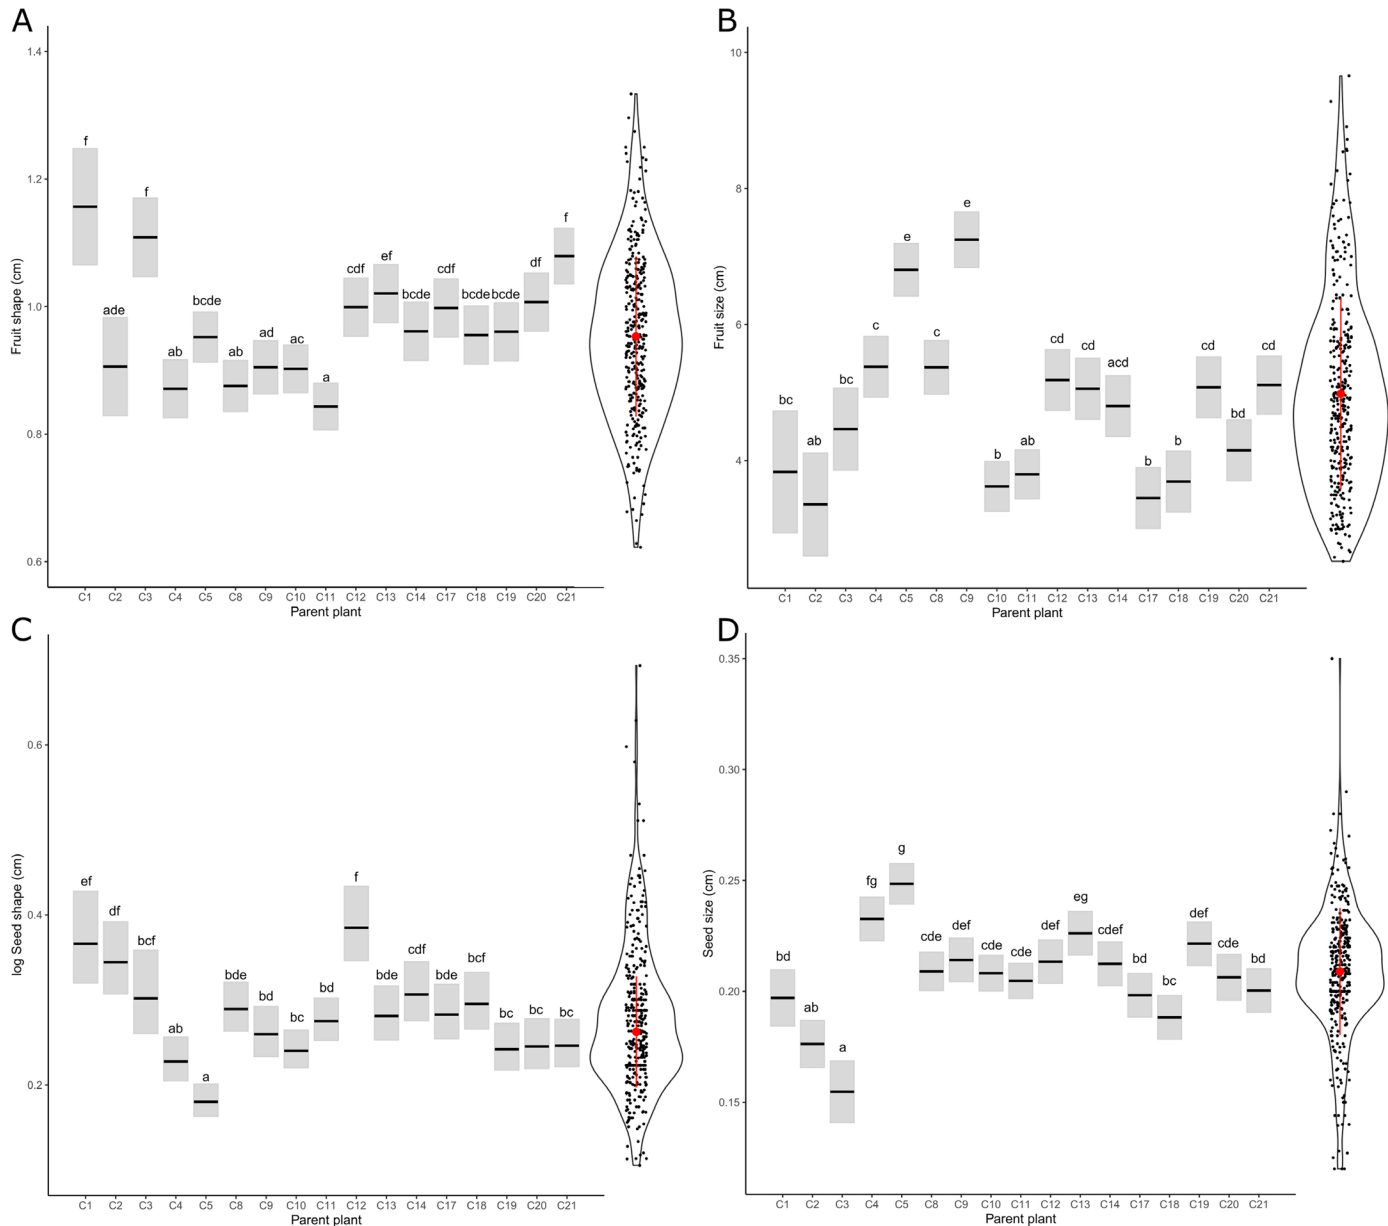 A
Fruit shape (cm)
1.4
1.2
1.0
0.8
0.6
f
ade
f
ab
bcde
ab
ad
ac
a
cdf
ef
bcde
cdf
bcde
bcde
df
f
C1 C2 C3 C4 C5 C8 C9 C10 C11 C12 C13 C14 C17 C18 C19 C20 C21
Parent plant
B
Fruit size (cm)
10
8
6
4
bc
ab
bc
c
e
c
e
b
ab
cd
cd
acd
b
b
cd
bd
cd
C1 C2 C3 C4 C5 C8 C9 C10 C11 C12 C13 C14 C17 C18 C19 C20 C21
Parent plant
C
log Seed shape (cm)
0.6
0.4
0.2
ef
df
bcf
ab
a
bde
bd
bc
bd
f
bde
cdf
bde
bcf
bc
bc
bc
C1 C2 C3 C4 C5 C8 C9 C10 C11 C12 C13 C14 C17 C18 C19 C20 C21
Parent plant
D
Seed size (cm)
0.35
0.30
0.25
0.20
0.15
bd
ab
a
fg
g
cde
def
cde
cde
def
eg
cdef
bd
bc
def
cde
bd
C1 C2 C3 C4 C5 C8 C9 C10 C11 C12 C13 C14 C17 C18 C19 C20 C21
Parent plant